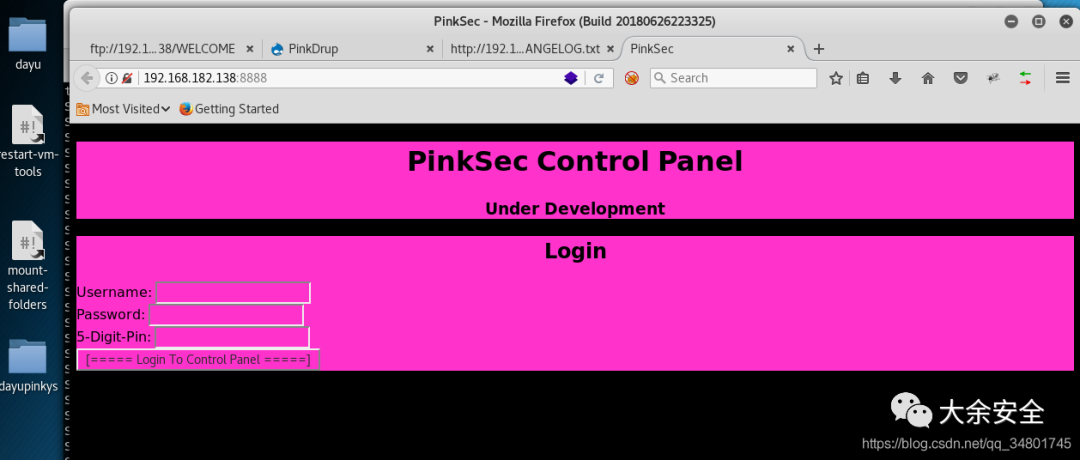 PinkSec - Mozilla Firefox (Build 20180626223325)
ftp://192.1...38/WELCOME
PinkDrup
http://192.1...ANGELOG.txt
PinkSec
192.168.182.138:8888
Search
Most Visited
Getting Started
dayu
#!
restart-vm-
tools
#!
mount-
shared-
folders
dayupinkys
PinkSec Control Panel
Under Development
Login
Username:
Password:
5-Digit-Pin:
[===== Login To Control Panel =====]
大余安全
https://blog.csdn.net/qq_34801745